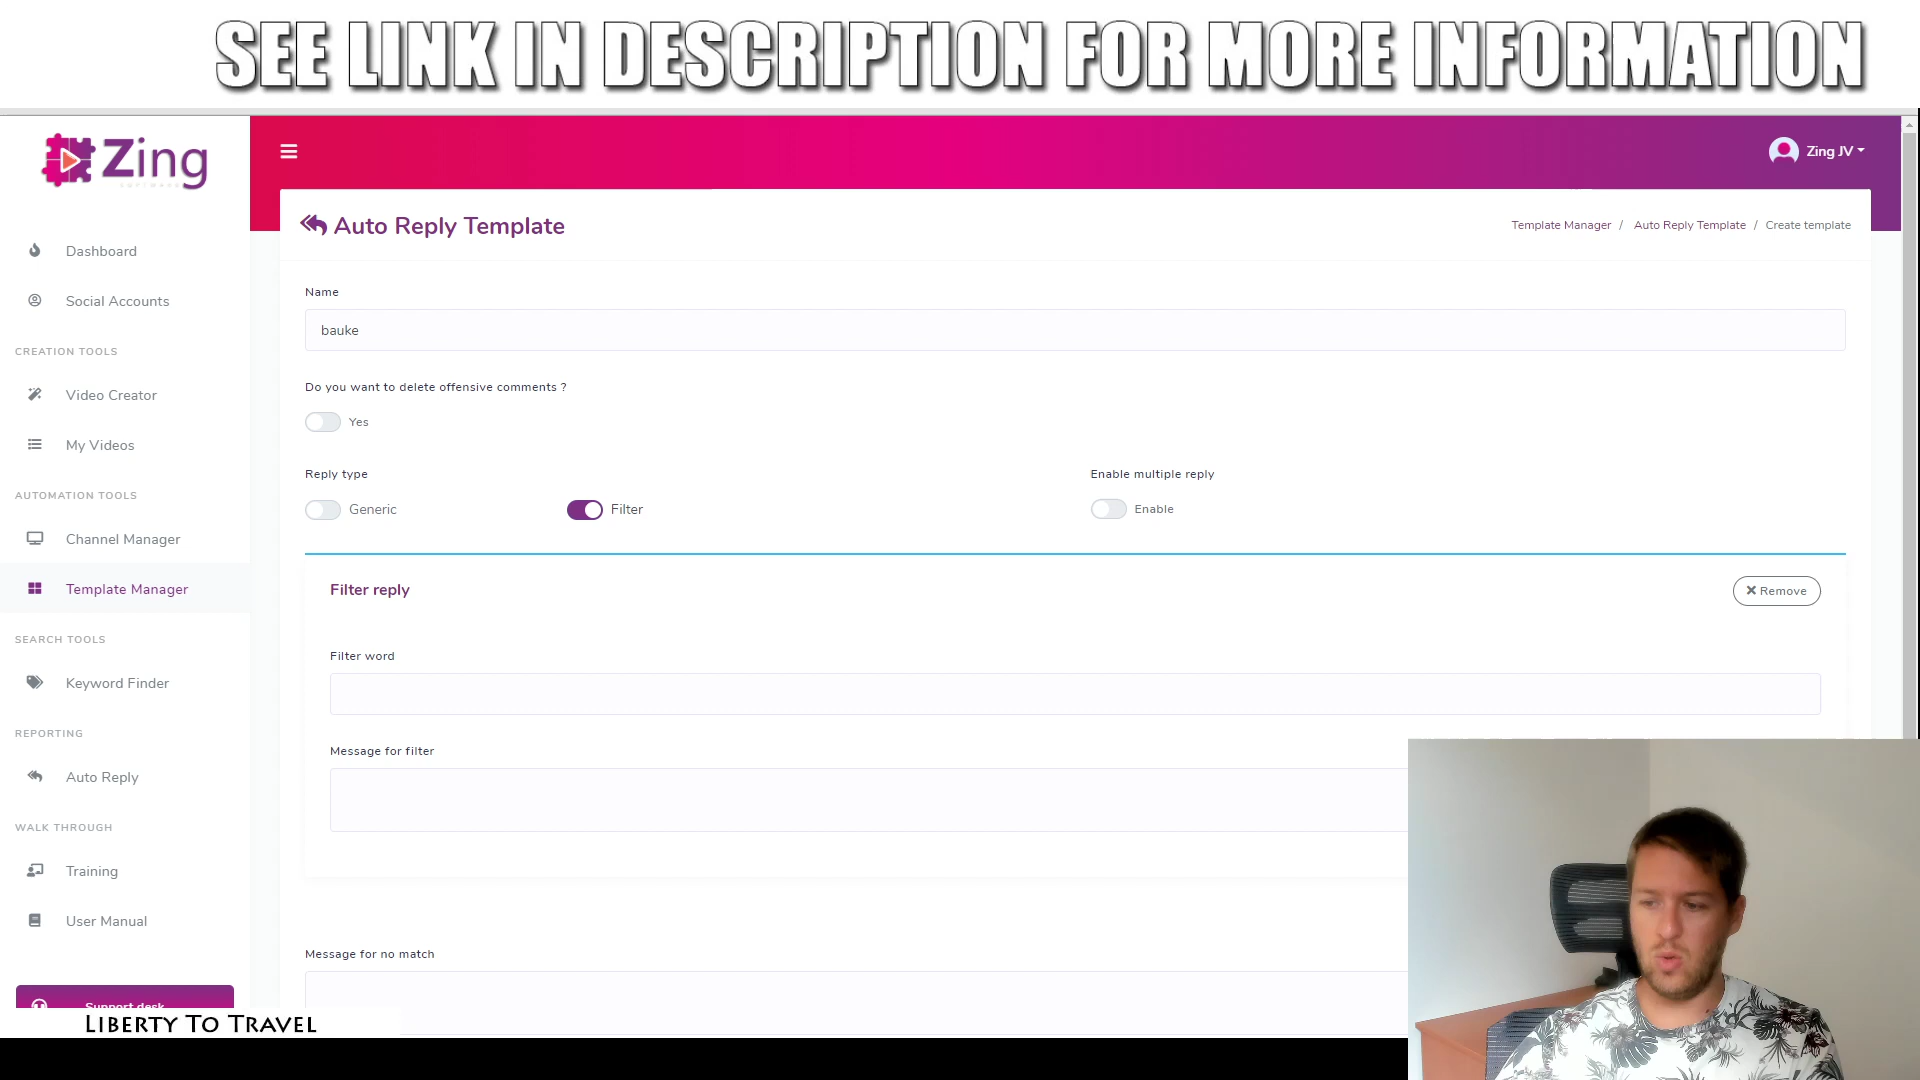 SEE LINK IN DESCRIPTION FOR MORE INFORMATION
Zing
Zing JV
Auto Reply Template
Template Manager / Auto Reply Template / Create template
Dashboard
Social Accounts
CREATION TOOLS
Video Creator
My Videos
AUTOMATION TOOLS
Channel Manager
Template Manager
SEARCH TOOLS
Keyword Finder
REPORTING
Auto Reply
WALK THROUGH
Training
User Manual
Support desk
Name
bauke
Do you want to delete offensive comments ?
Yes
Reply type
Generic
Filter
Enable multiple reply
Enable
Filter reply
Remove
Filter word
Message for filter
Message for no match
LIBERTY TO TRAVEL